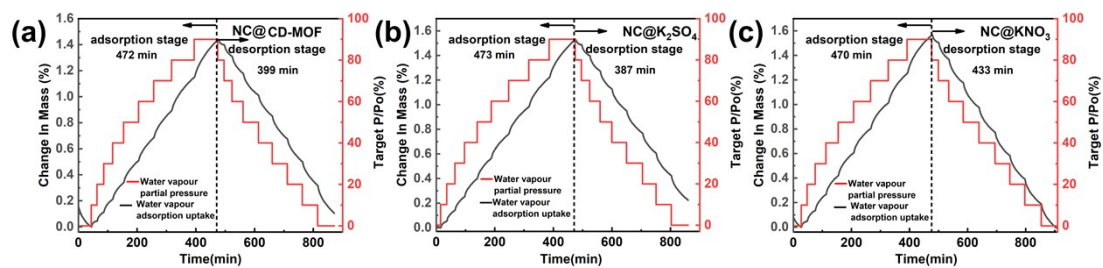 (a)
NC@CD-MOF
adsorption stage
472 min
desorption stage
399 min
Water vapour
partial pressure
Water vapour
adsorption uptake
Change In Mass (%)
1.6
1.4
1.2
1.0
0.8
0.6
0.4
0.2
0.0
Target P/Po(%)
90
80
60
40
20
0
0 200 400 600 800
Time(min)
(b)
NC@K2SO4
adsorption stage
473 min
desorption stage
387 min
Water vapour
partial pressure
Water vapour
adsorption uptake
Change In Mass (%)
1.6
1.4
1.2
1.0
0.8
0.6
0.4
0.2
0.0
Target P/Po(%)
100
80
60
40
20
0
0 200 400 600 800
Time(min)
(c)
NC@KNO3
adsorption stage
470 min
desorption stage
433 min
Water vapour
partial pressure
Water vapour
adsorption uptake
Change In Mass (%)
1.6
1.4
1.2
1.0
0.8
0.6
0.4
0.2
0.0
Target P/Po(%)
100
80
60
40
20
0
0 200 400 600 800
Time(min)